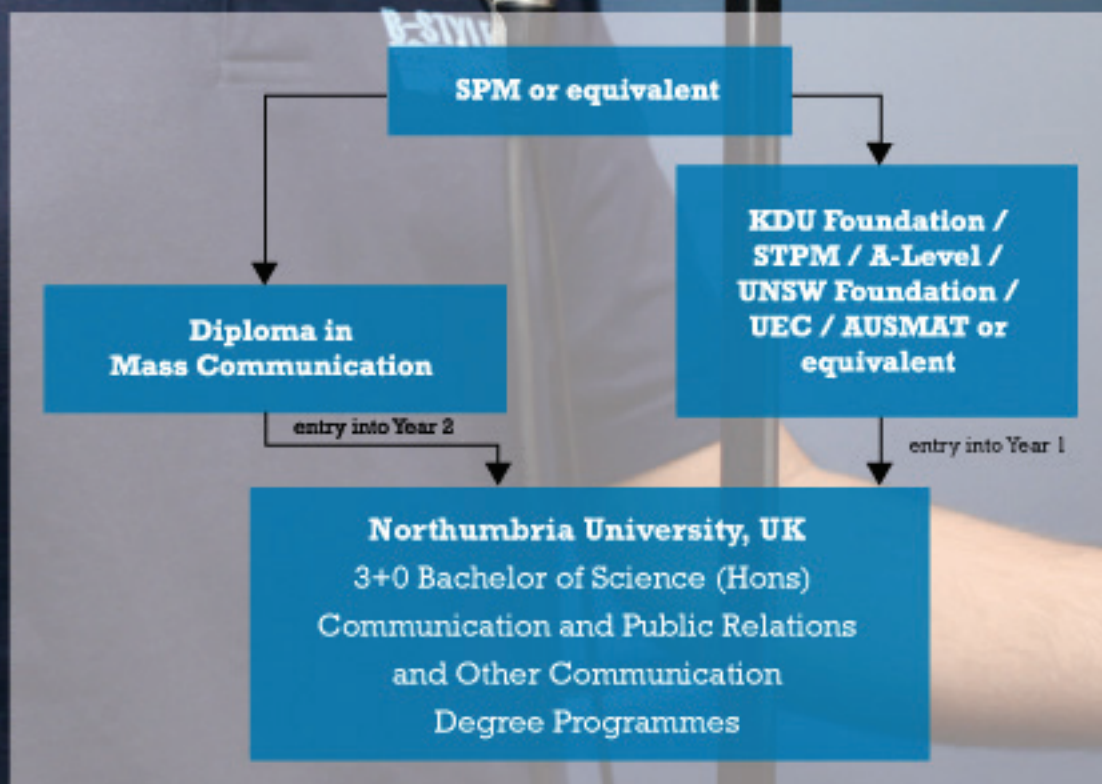 B-STYLE
SPM or equivalent
KDU Foundation /
STPM / A-Level /
UNSW Foundation /
UEC / AUSMAT or
equivalent
Diploma in
Mass Communication
entry into Year 2
entry into Year 1
Northumbria University, UK
3+0 Bachelor of Science (Hons)
Communication and Public Relations
and Other Communication
Degree Programmes